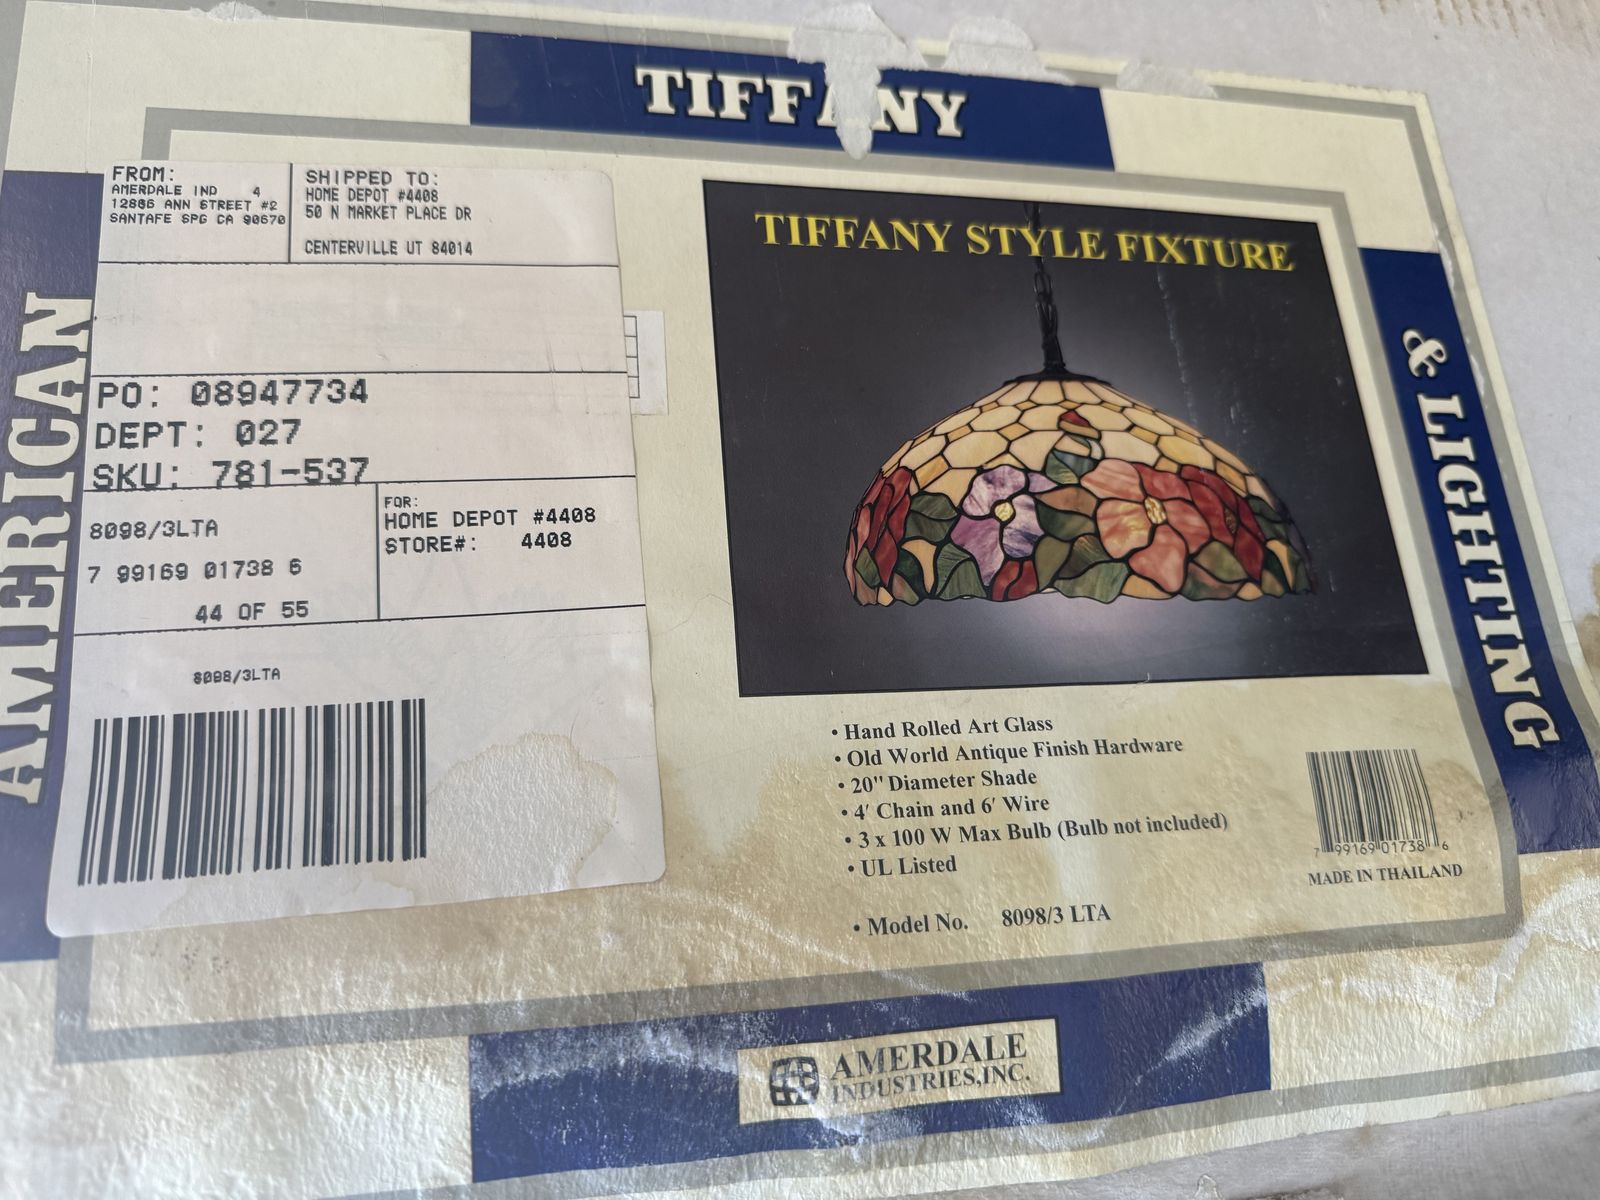 TIFFANY
AMERICAN
& LIGHTING
FROM:
AMERDALE IND 4
12866 ANN STREET #2
SANTAFE SPG CA 90670
SHIPPED TO:
HOME DEPOT #4408
50 N MARKET PLACE DR
CENTERVILLE UT 84014
PO: 08947734
DEPT: 027
SKU: 781-537
8098/3LTA
7 99169 01738 6
44 OF 55
FOR:
HOME DEPOT #4408
STORE#: 4408
8098/3LTA
TIFFANY STYLE FIXTURE
• Hand Rolled Art Glass
• Old World Antique Finish Hardware
• 20" Diameter Shade
• 4' Chain and 6' Wire
• 3 x 100 W Max Bulb (Bulb not included)
• UL Listed
• Model No. 8098/3 LTA
7 99169 01738 6
MADE IN THAILAND
AMERDALE
INDUSTRIES,INC.